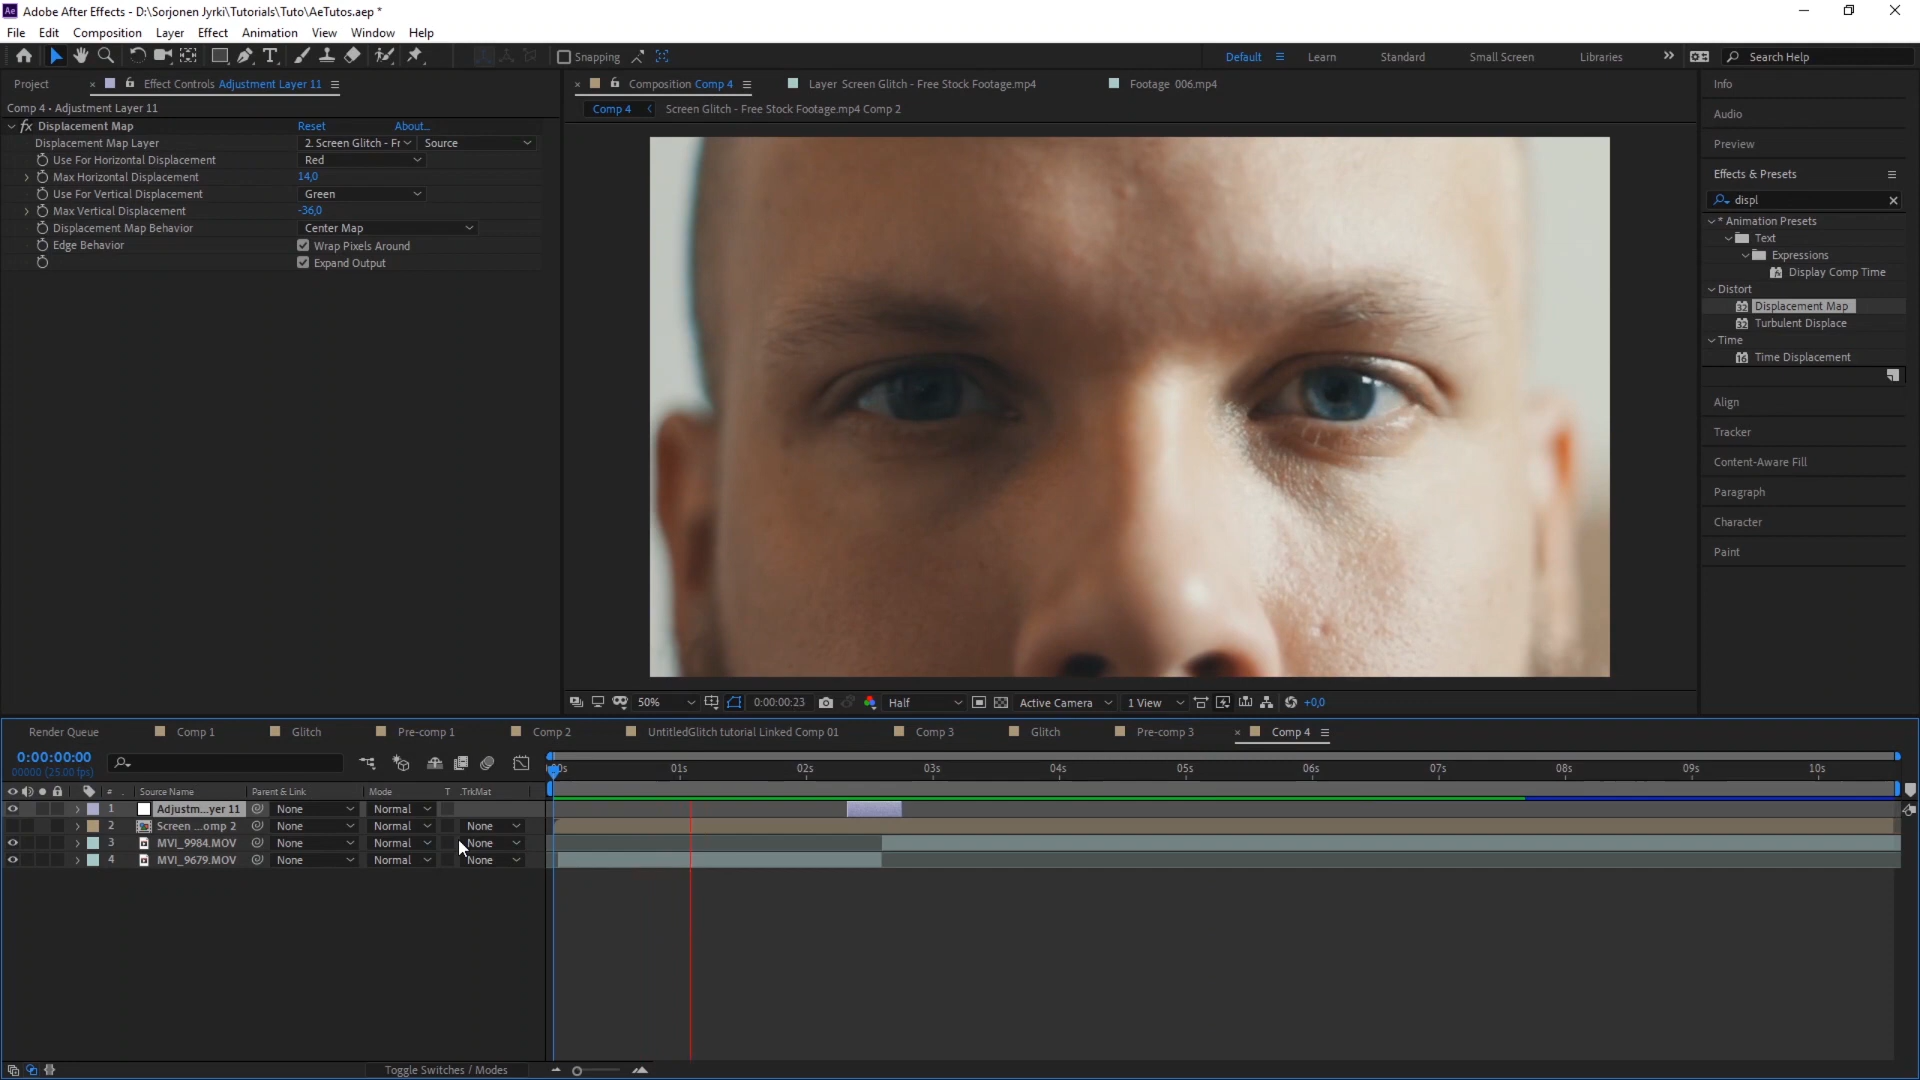 Ae Adobe After Effects - D:\Sorjonen Jyrki\Tutorials\Tuto\AeTutos.aep *
File Edit Composition Layer Effect Animation View Window Help
Snapping Default Learn Standard Small Screen Libraries Search Help
Project Effect Controls Adjustment Layer 11
Comp 4 • Adjustment Layer 11
fx Displacement Map Reset About...
Displacement Map Layer 2. Screen Glitch - Fr Source
Use For Horizontal Displacement Red
Max Horizontal Displacement 14,0
Use For Vertical Displacement Green
Max Vertical Displacement -36,0
Displacement Map Behavior Center Map
Edge Behavior Wrap Pixels Around
Expand Output
Composition Comp 4 Layer Screen Glitch - Free Stock Footage.mp4 Footage 006.mp4
Comp 4 Screen Glitch - Free Stock Footage.mp4 Comp 2
50% 0:00:00:23 Half Active Camera 1 View +0,0
Info
Audio
Preview
Effects & Presets
displ
* Animation Presets
Text
Expressions
Display Comp Time
Distort
32 Displacement Map
32 Turbulent Displace
Time
16 Time Displacement
Align
Tracker
Content-Aware Fill
Paragraph
Character
Paint
Render Queue Comp 1 Glitch Pre-comp 1 Comp 2 UntitledGlitch tutorial Linked Comp 01 Comp 3 Glitch Pre-comp 3 Comp 4
0:00:00:00
00000 (25.00 fps)
01s 02s 03s 04s 05s 06s 07s 08s 09s 10s
# Source Name Parent & Link Mode T .TrkMat
1 Adjustm...yer 11 None Normal
2 Screen ...omp 2 None Normal None
3 MVI_9984.MOV None Normal None
4 MVI_9679.MOV None Normal None
Toggle Switches / Modes